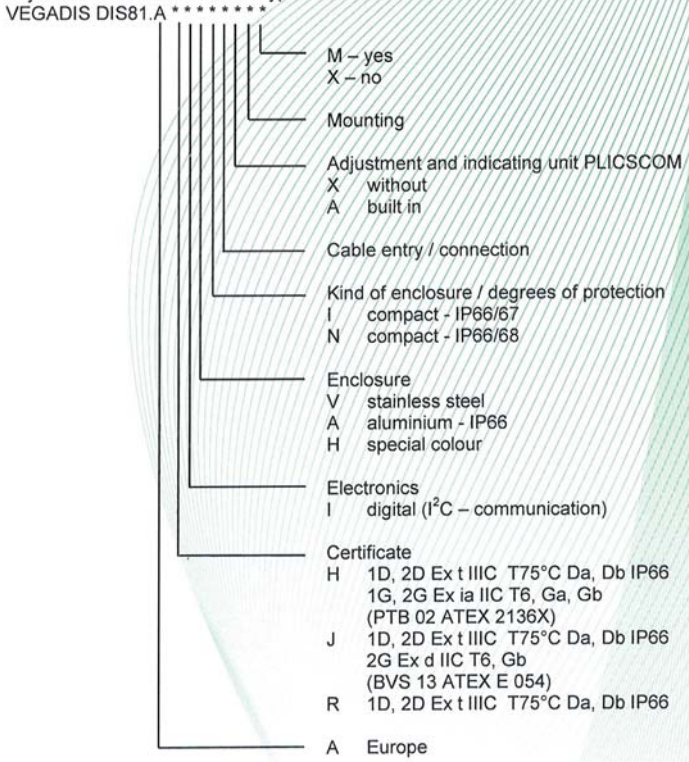 VEGADIS DIS81.A * * * * * * * *
M – yes
X – no
Mounting
Adjustment and indicating unit PLICSCOM
X without
A built in
Cable entry / connection
Kind of enclosure / degrees of protection
I compact - IP66/67
N compact - IP66/68
Enclosure
V stainless steel
A aluminium - IP66
H special colour
Electronics
I digital (I²C – communication)
Certificate
H 1D, 2D Ex t IIIC T75°C Da, Db IP66
1G, 2G Ex ia IIC T6, Ga, Gb
(PTB 02 ATEX 2136X)
J 1D, 2D Ex t IIIC T75°C Da, Db IP66
2G Ex d IIC T6, Gb
(BVS 13 ATEX E 054)
R 1D, 2D Ex t IIIC T75°C Da, Db IP66
A Europe